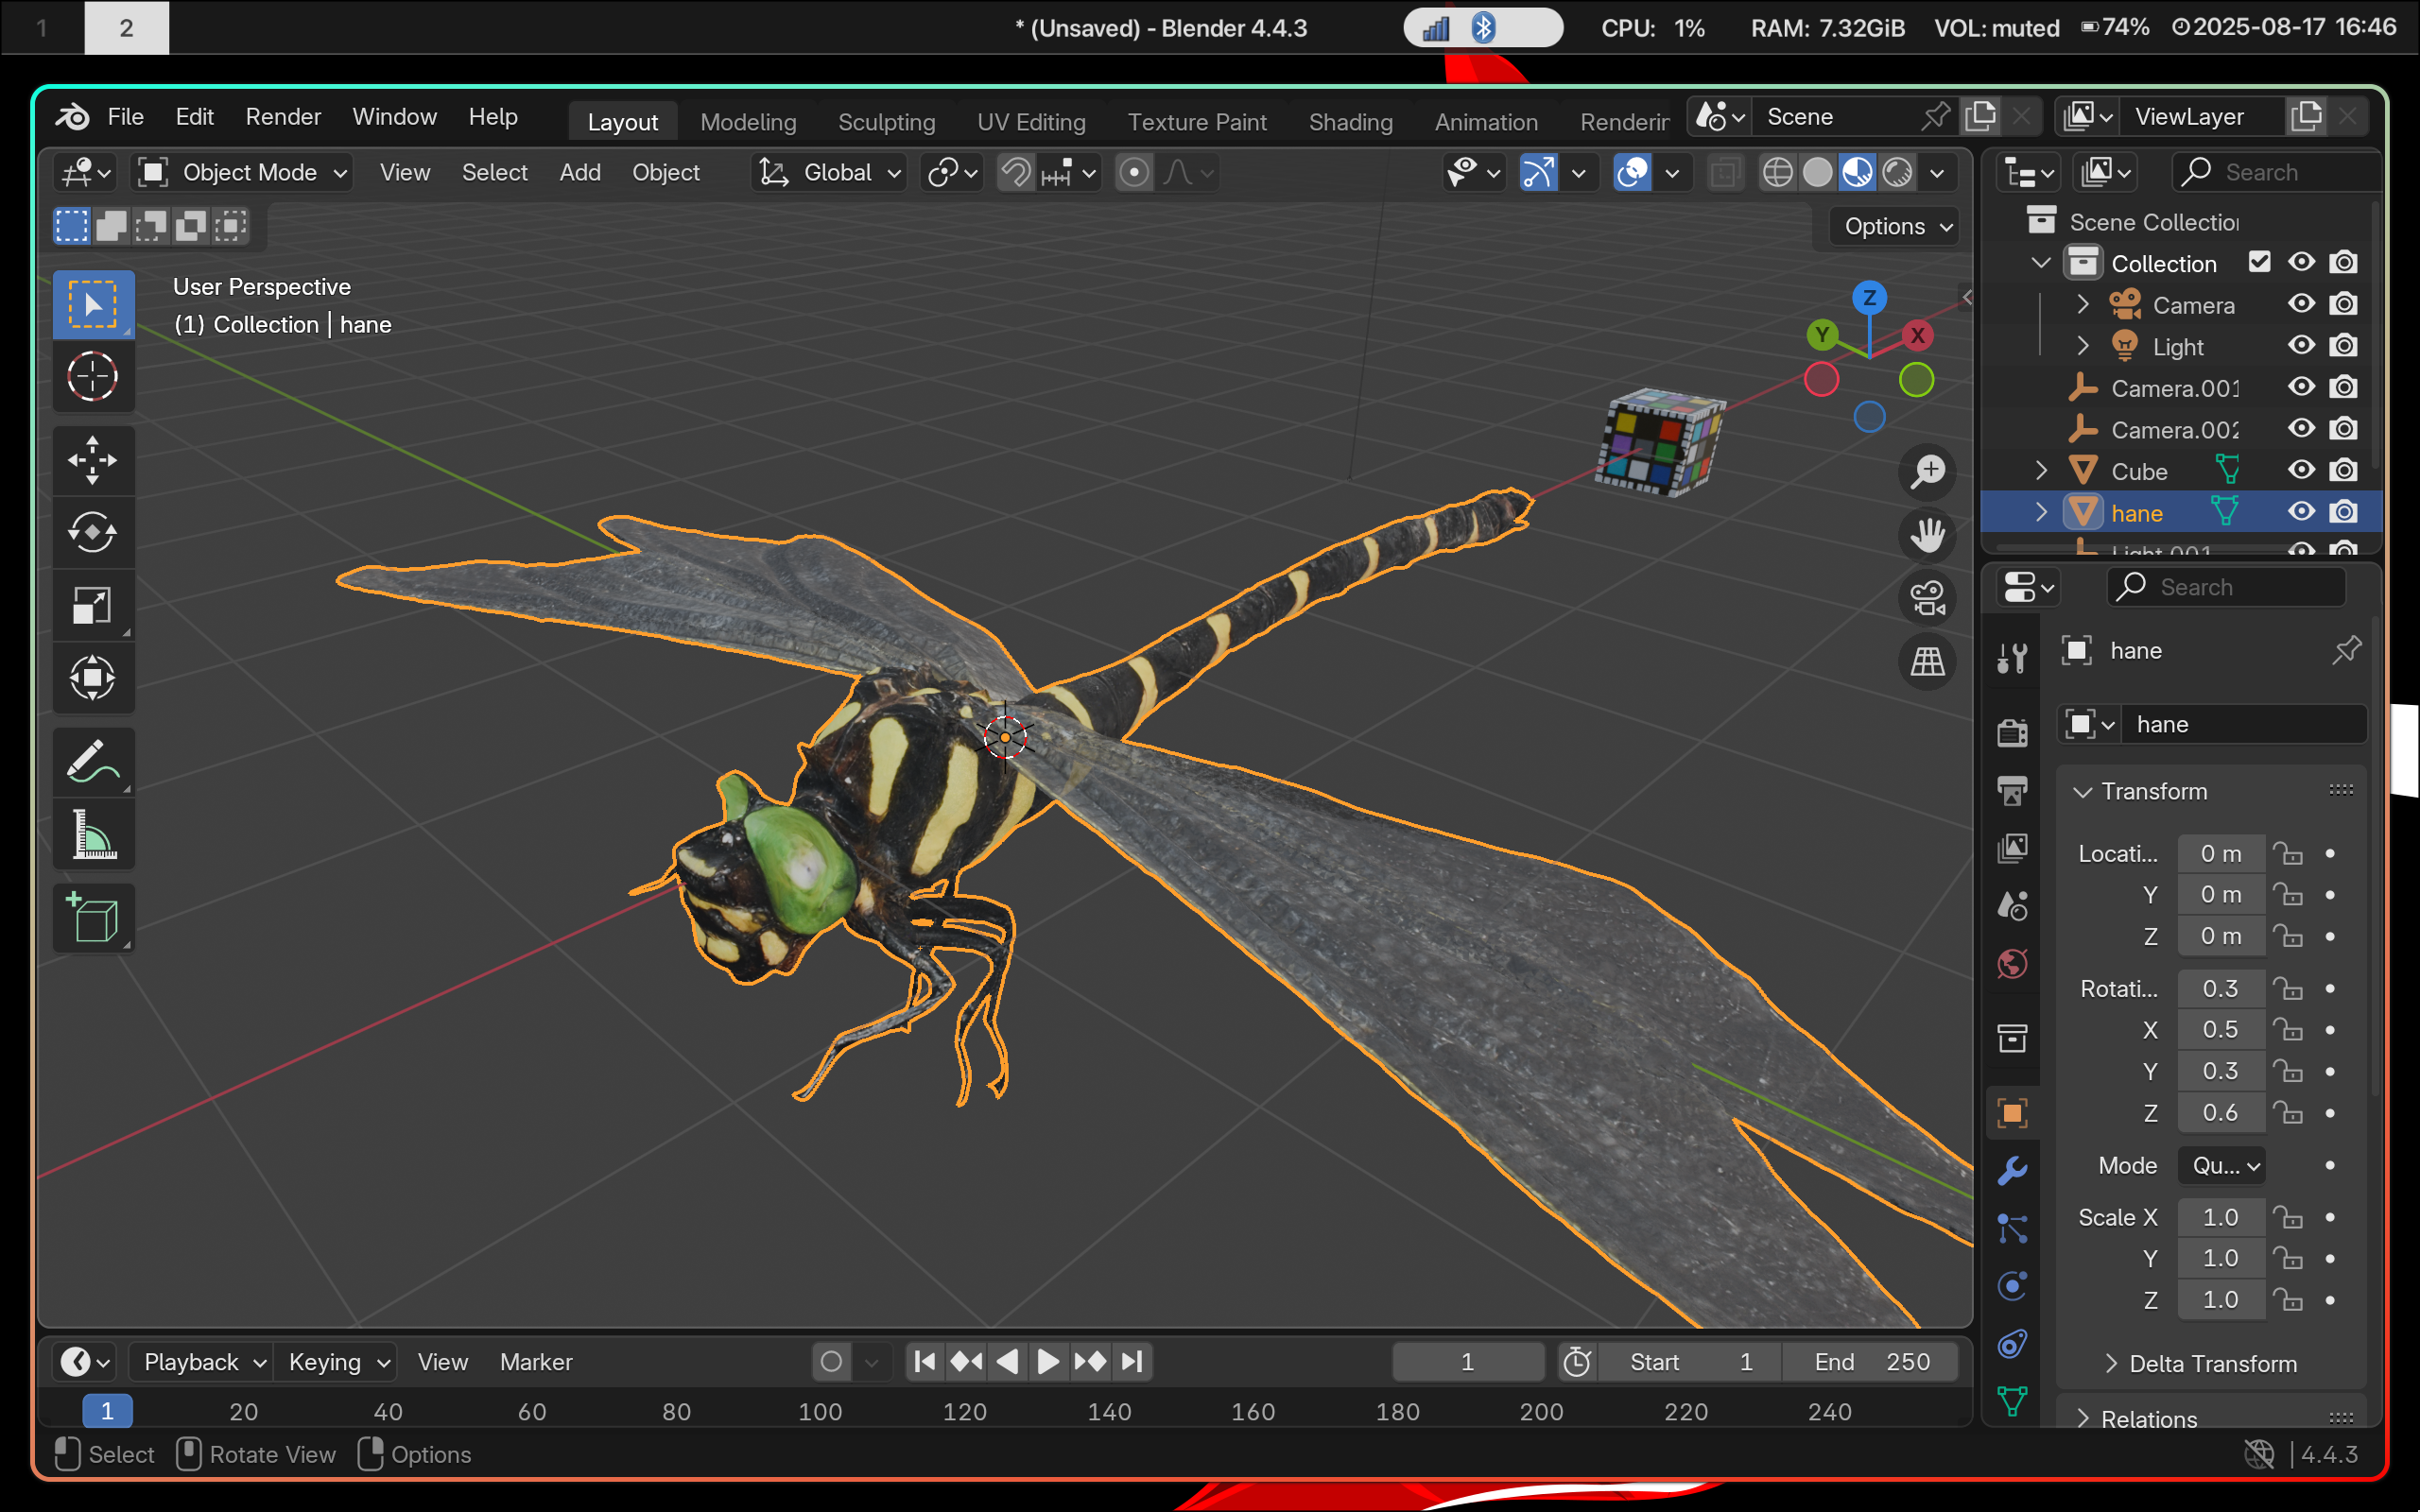 1
2
* (Unsaved) - Blender 4.4.3
CPU: 1%
RAM: 7.32GiB
VOL: muted
74%
2025-08-17 16:46
File Edit Render Window Help
Layout Modeling Sculpting UV Editing Texture Paint Shading Animation Renderin
Scene
ViewLayer
Object Mode View Select Add Object Global
Search
Options
User Perspective
(1) Collection | hane
Z
Y
X
Scene Collection
Collection
Camera
Light
Camera.001
Camera.002
Cube
hane
Light.001
Search
hane
hane
Transform
Locati... 0 m
Y 0 m
Z 0 m
Rotati... 0.3
X 0.5
Y 0.3
Z 0.6
Mode Qu...
Scale X 1.0
Y 1.0
Z 1.0
Delta Transform
Relations
Playback Keying View Marker
1
Start 1
End 250
1 20 40 60 80 100 120 140 160 180 200 220 240
Select Rotate View Options
4.4.3